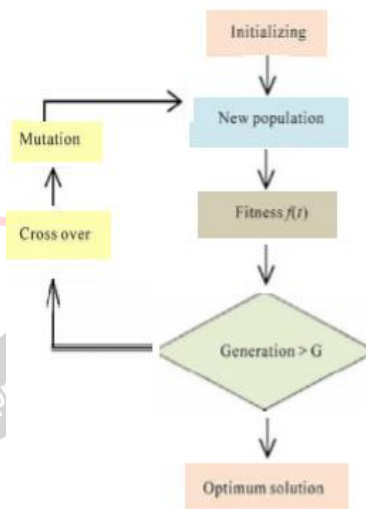 Initializing
New population
Mutation
Fitness f(t)
Cross over
Generation > G
Optimum solution